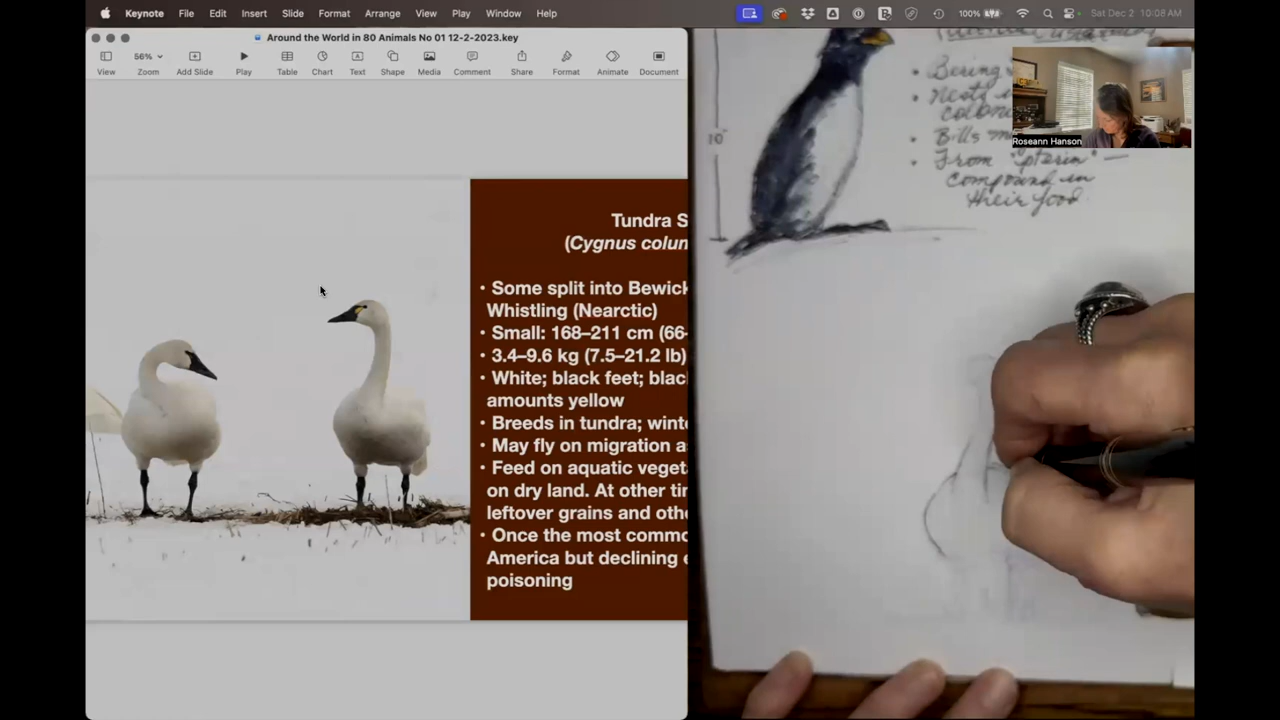 Keynote File Edit Insert Slide Format Arrange View Play Window Help 100% Sat Dec 2 10:08 AM
Around the World in 80 Animals No 01 12-2-2023.key
56%
View Zoom Add Slide Play Table Chart Text Shape Media Comment Share Format Animate Document
Tundra S
(Cygnus colun
• Some split into Bewick
Whistling (Nearctic)
• Small: 168–211 cm (66-
• 3.4–9.6 kg (7.5–21.2 lb)
• White; black feet; blac
amounts yellow
• Breeds in tundra; winte
• May fly on migration a
• Feed on aquatic veget
on dry land. At other tin
leftover grains and othe
• Once the most commo
America but declining
poisoning
10"
• Bering
• Nests
colon
• Bills m
• From "pterin" —
compound in
their food
Roseann Hanson